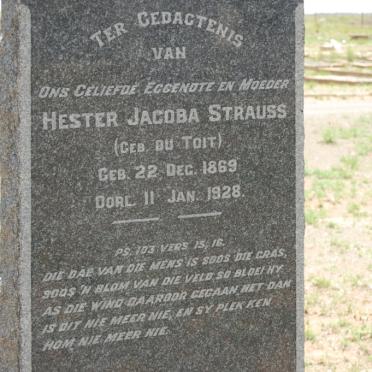 TER GEDAGTENIS
VAN
ONS GELIEFDE EGGENOTE EN MOEDER
HESTER JACOBA STRAUSS
(GEB. DU TOIT)
GEB. 22 DEC. 1869
OORL. 11 JAN. 1928.
PS. 103 VERS 15, 16.
DIE DAE VAN DIE MENS IS SOOS DIE GRAS,
SOOS 'N BLOM VAN DIE VELD SO BLOEI HY
AS DIE WIND DAAROOR GEGAAN HET DAN
IS DIT NIE MEER NIE, EN SY PLEK KEN
HOM NIE MEER NIE.